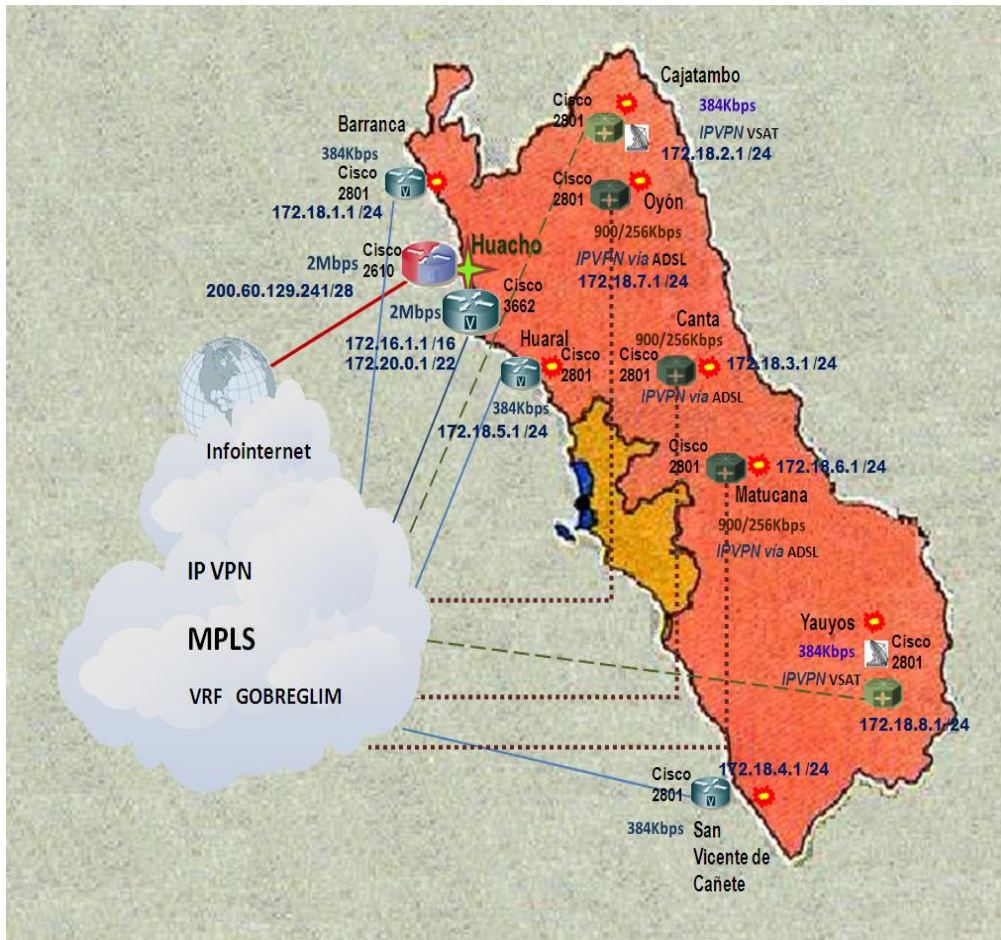 Cajatambo
Cisco
2801
384Kbps
IPVPN VSAT
172.18.2.1 /24
Barranca
384Kbps
Cisco
2801
172.18.1.1 /24
Cisco
2801
Oyón
900/256Kbps
IPVPN vía ADSL
172.18.7.1 /24
Huacho
2Mbps
Cisco
2610
200.60.129.241/28
Cisco
3662
2Mbps
172.16.1.1 /16
172.20.0.1 /22
Canta
900/256Kbps
Cisco
2801
172.18.3.1 /24
IPVPN vía ADSL
Huaral
Cisco
2801
384Kbps
172.18.5.1 /24
Cisco
2801
172.18.6.1 /24
Matucana
900/256Kbps
IPVPN vía ADSL
Infointernet
IP VPN
MPLS
VRF GOBREGLIM
Yauyos
384Kbps
Cisco
2801
IPVPN VSAT
172.18.8.1 /24
172.18.4.1 /24
Cisco
2801
384Kbps
San
Vicente de
Cañete
V
V
V
V